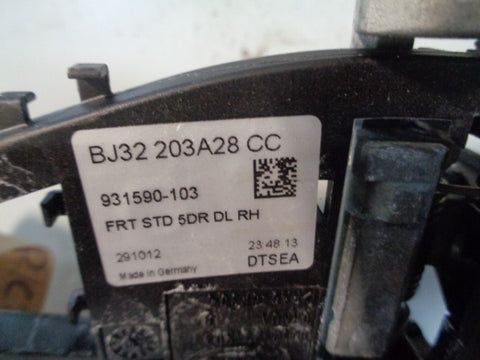 BJ32 203A28 CC
931590-103
FRT STD 5DR DL RH
291012 23:48:13
Made in Germany DTSEA